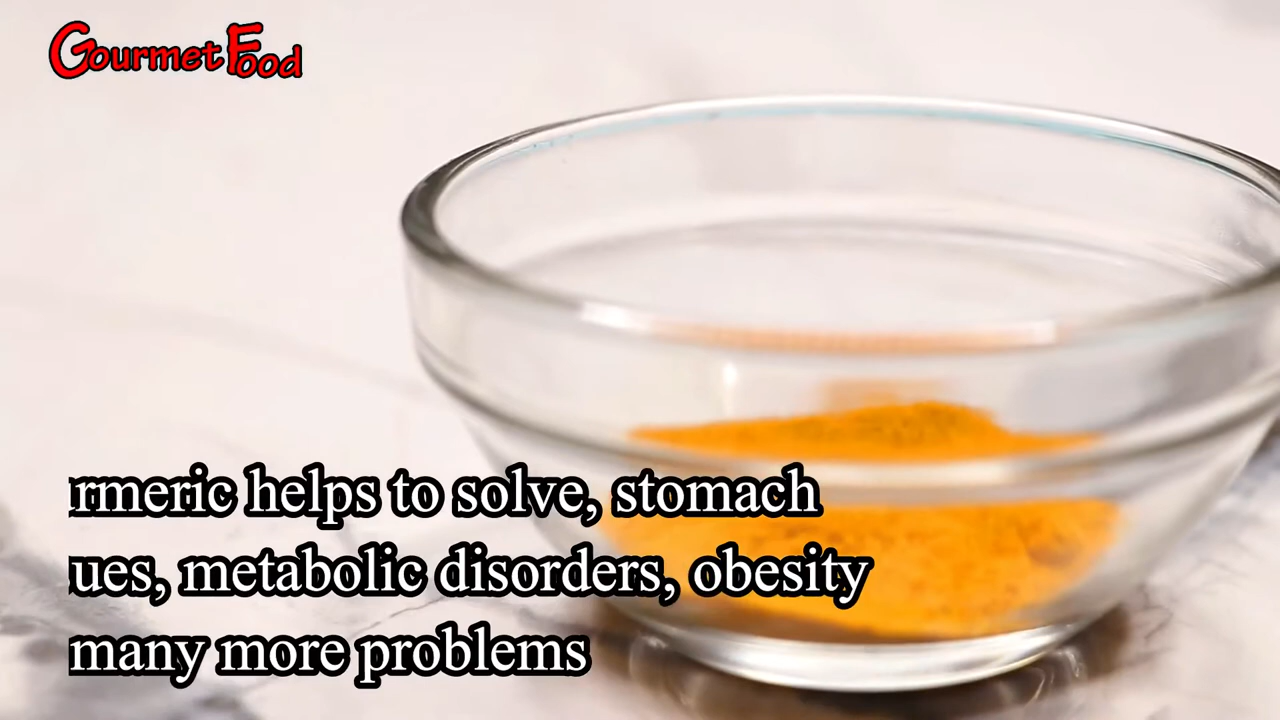 Gourmet Food
rmeric helps to solve, stomach
ues, metabolic disorders, obesity
many more problems